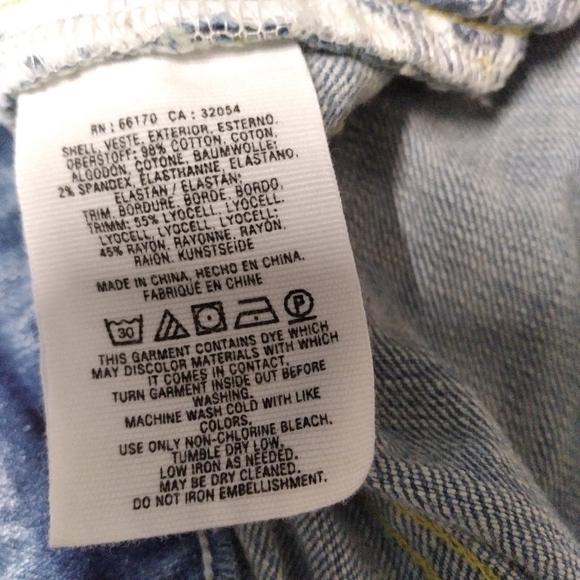 RN : 66170 CA : 32054
SHELL, VESTE, EXTERIOR, ESTERNO,
OBERSTOFF: 98% COTTON, COTON,
ALGODÓN, COTONE, BAUMWOLLE;
2% SPANDEX, ELASTHANNE, ELASTANO,
ELASTAN / ELASTAN;
TRIM, BORDURE, BORDE, BORDO,
TRIMM: 55% LYOCELL, LYOCELL,
LYOCELL, LYOCELL, LYOCELL;
45% RAYON, RAYONNE, RAYON,
RAION, KUNSTSEIDE
MADE IN CHINA, HECHO EN CHINA,
FABRIQUÉ EN CHINE
30 P
THIS GARMENT CONTAINS DYE WHICH
MAY DISCOLOR MATERIALS WITH WHICH
IT COMES IN CONTACT.
TURN GARMENT INSIDE OUT BEFORE
WASHING.
MACHINE WASH COLD WITH LIKE
COLORS.
USE ONLY NON-CHLORINE BLEACH.
TUMBLE DRY LOW.
LOW IRON AS NEEDED.
MAY BE DRY CLEANED.
DO NOT IRON EMBELLISHMENT.